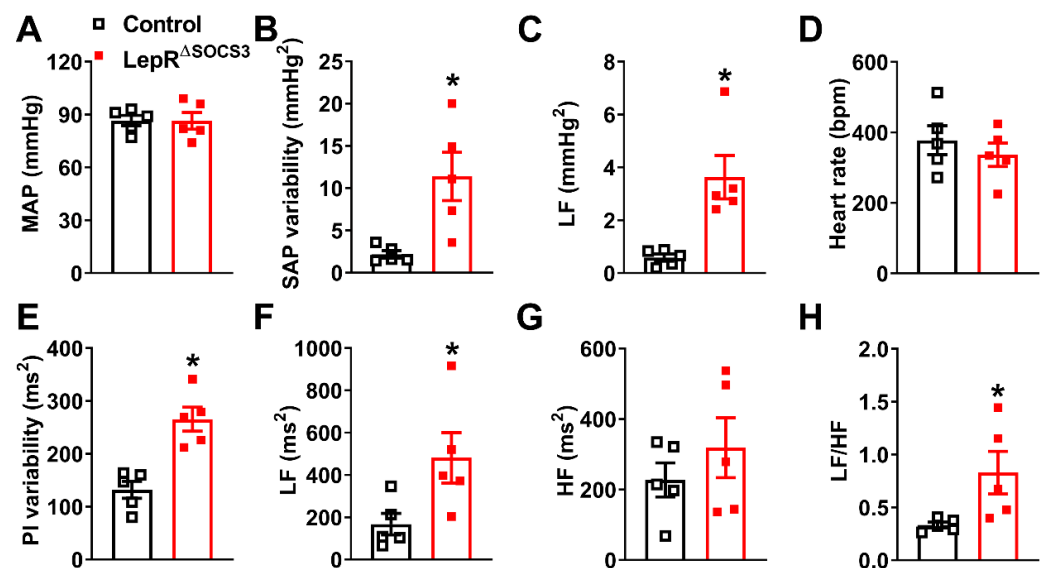 A
Control
LepRΔSOCS3
MAP (mmHg)
120
90
60
30
0
B
SAP variability (mmHg2)
25
20
15
10
5
0
*
C
LF (mmHg2)
8
6
4
2
0
*
D
Heart rate (bpm)
600
400
200
0
E
PI variability (ms2)
400
300
200
100
0
*
F
LF (ms2)
1000
800
600
400
200
0
*
G
HF (ms2)
600
400
200
0
H
LF/HF
2.0
1.5
1.0
0.5
0.0
*